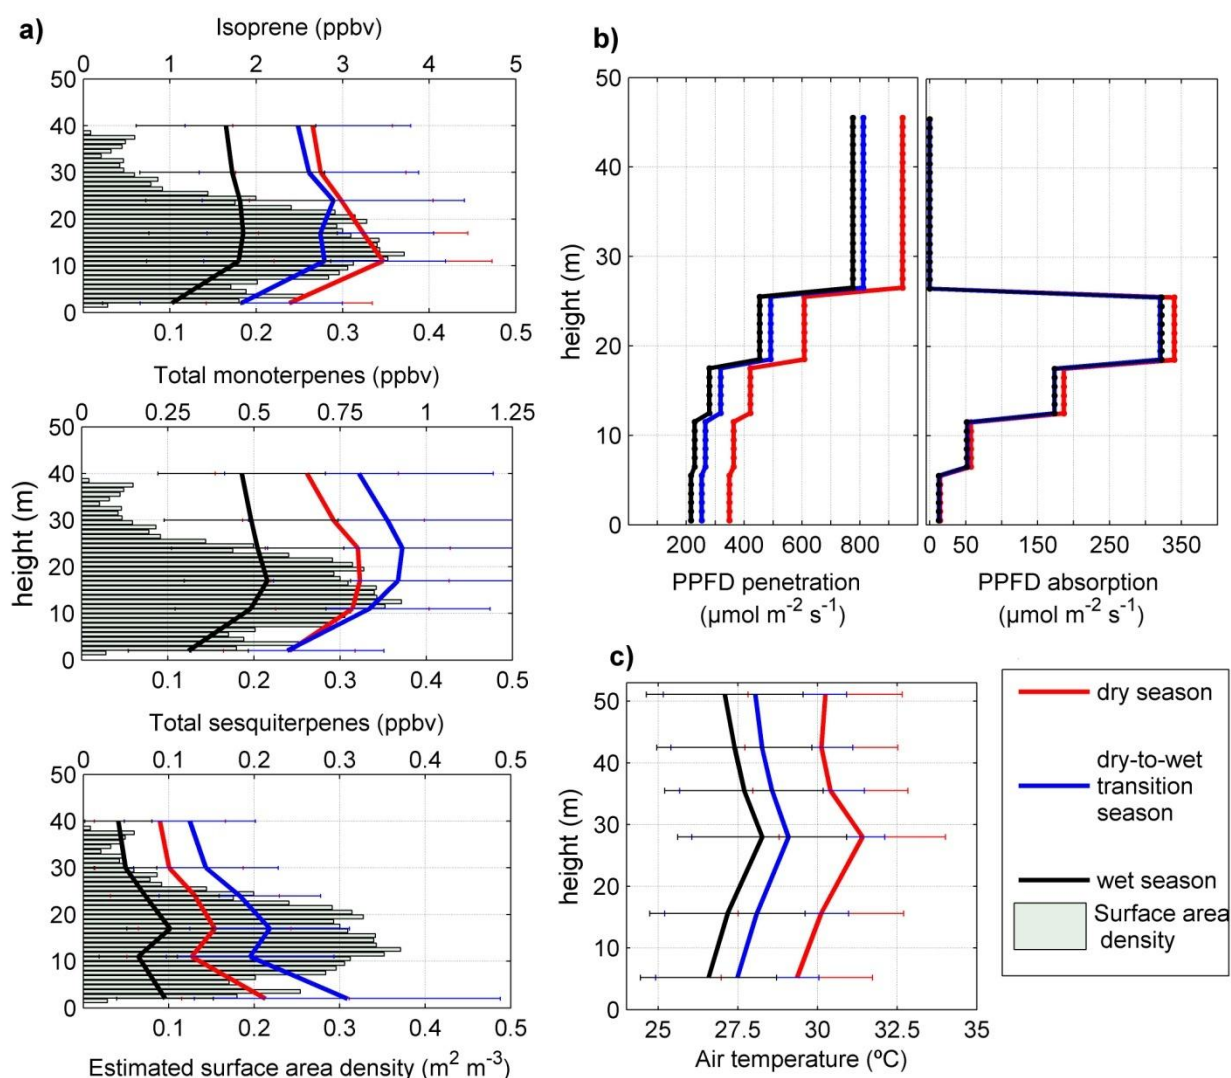 a)
Isoprene (ppbv)
0 1 2 3 4 5
50
40
30
20
10
0
0.1 0.2 0.3 0.4 0.5
Total monoterpenes (ppbv)
0 0.25 0.5 0.75 1 1.25
50
40
30
20
10
0
height (m)
0.1 0.2 0.3 0.4 0.5
Total sesquiterpenes (ppbv)
0 0.1 0.2 0.3 0.4 0.5
50
40
30
20
10
0
0.1 0.2 0.3 0.4 0.5
Estimated surface area density (m² m⁻³)
b)
50
40
30
20
10
0
height (m)
200 400 600 800
PPFD penetration
(µmol m⁻² s⁻¹)
0 50 150 250 350
PPFD absorption
(µmol m⁻² s⁻¹)
c)
50
40
30
20
10
0
height (m)
25 27.5 30 32.5 35
Air temperature (ºC)
dry season
dry-to-wet
transition
season
wet season
Surface area
density